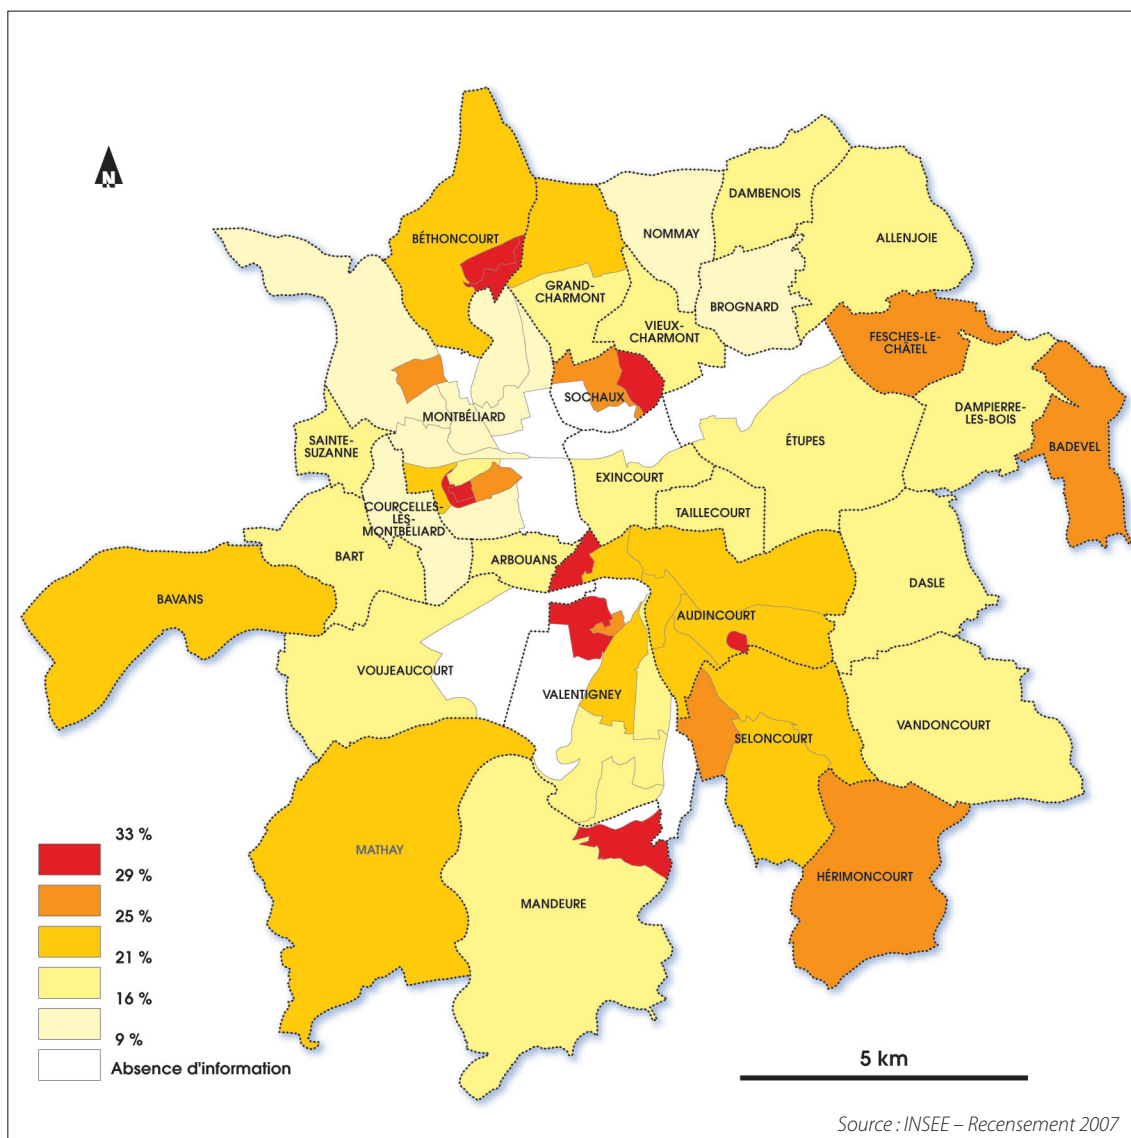 N
DAMBENOIS
NOMMAY
BÉTHONCOURT
ALLENJOIE
GRAND-
CHARMONT
BROGNARD
VIEUX-
CHARMONT
FESCHES-LE-
CHÂTEL
SOCHAUX
MONTBÉLIARD
DAMPIERRE-
LES-BOIS
SAINTE-
SUZANNE
ÉTUPES
BADEVEL
EXINCOURT
TAILLECOURT
COURCELLES-
LÈS-
MONTBÉLIARD
BART
ARBOUANS
DASLE
BAVANS
AUDINCOURT
VOUJEAUCOURT
VALENTIGNEY
VANDONCOURT
SELONCOURT
MATHAY
HÉRIMONCOURT
MANDEURE
33 %
29 %
25 %
21 %
16 %
9 %
Absence d'information
5 km
Source : INSEE – Recensement 2007